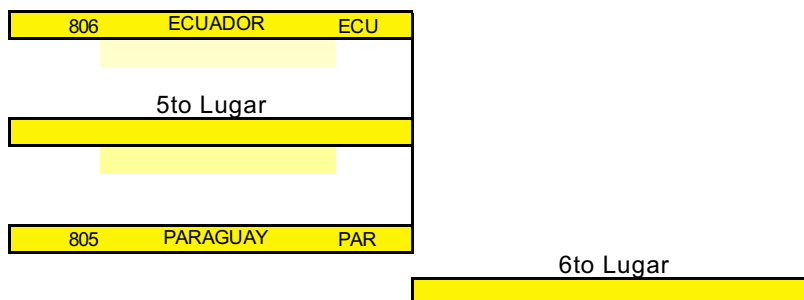 806 ECUADOR ECU
5to Lugar
805 PARAGUAY PAR
6to Lugar